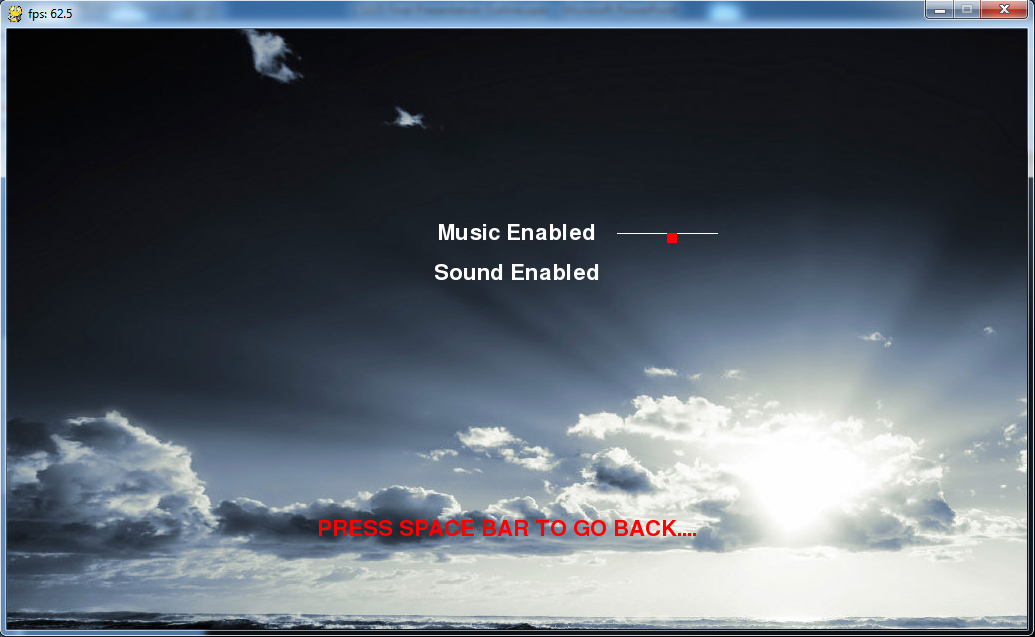 fps: 62.5
Music Enabled
Sound Enabled
PRESS SPACE BAR TO GO BACK....